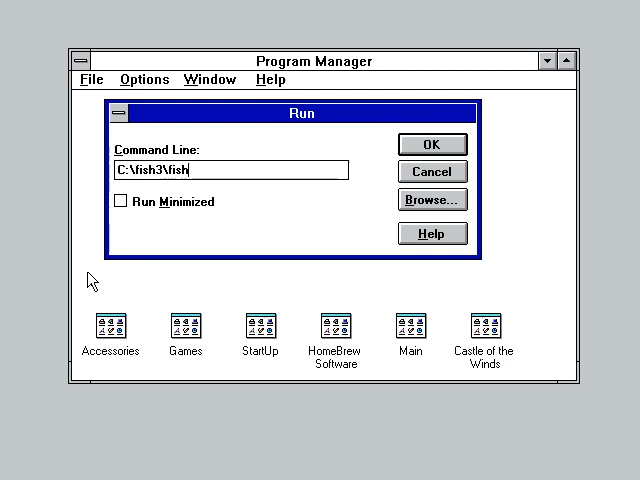 Program Manager
File Options Window Help
Run
Command Line:
C:\fish3\fish
Run Minimized
OK
Cancel
Browse...
Help
Accessories
Games
StartUp
HomeBrew
Software
Main
Castle of the
Winds